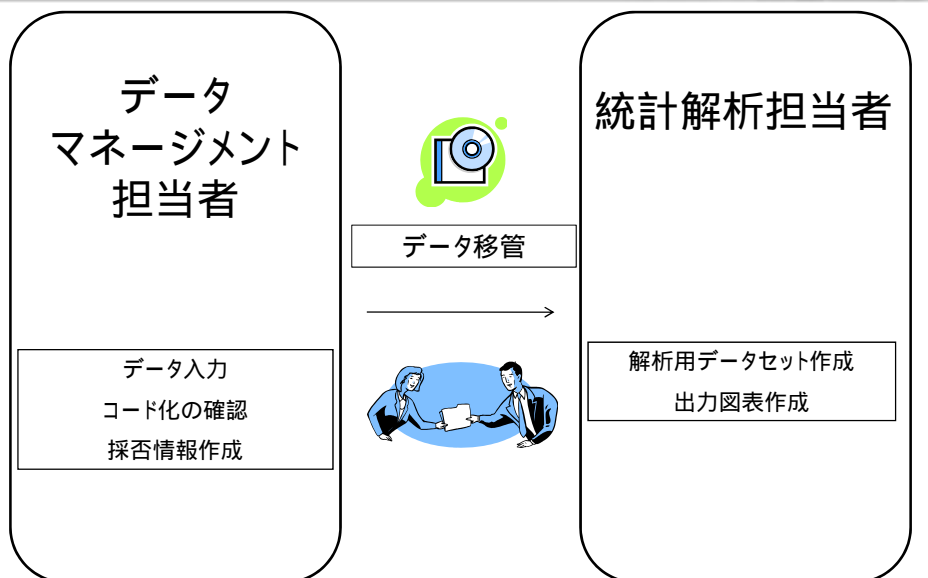 データ
マネージメント
担当者
データ入力
コード化の確認
採否情報作成
データ移管
統計解析担当者
解析用データセット作成
出力図表作成